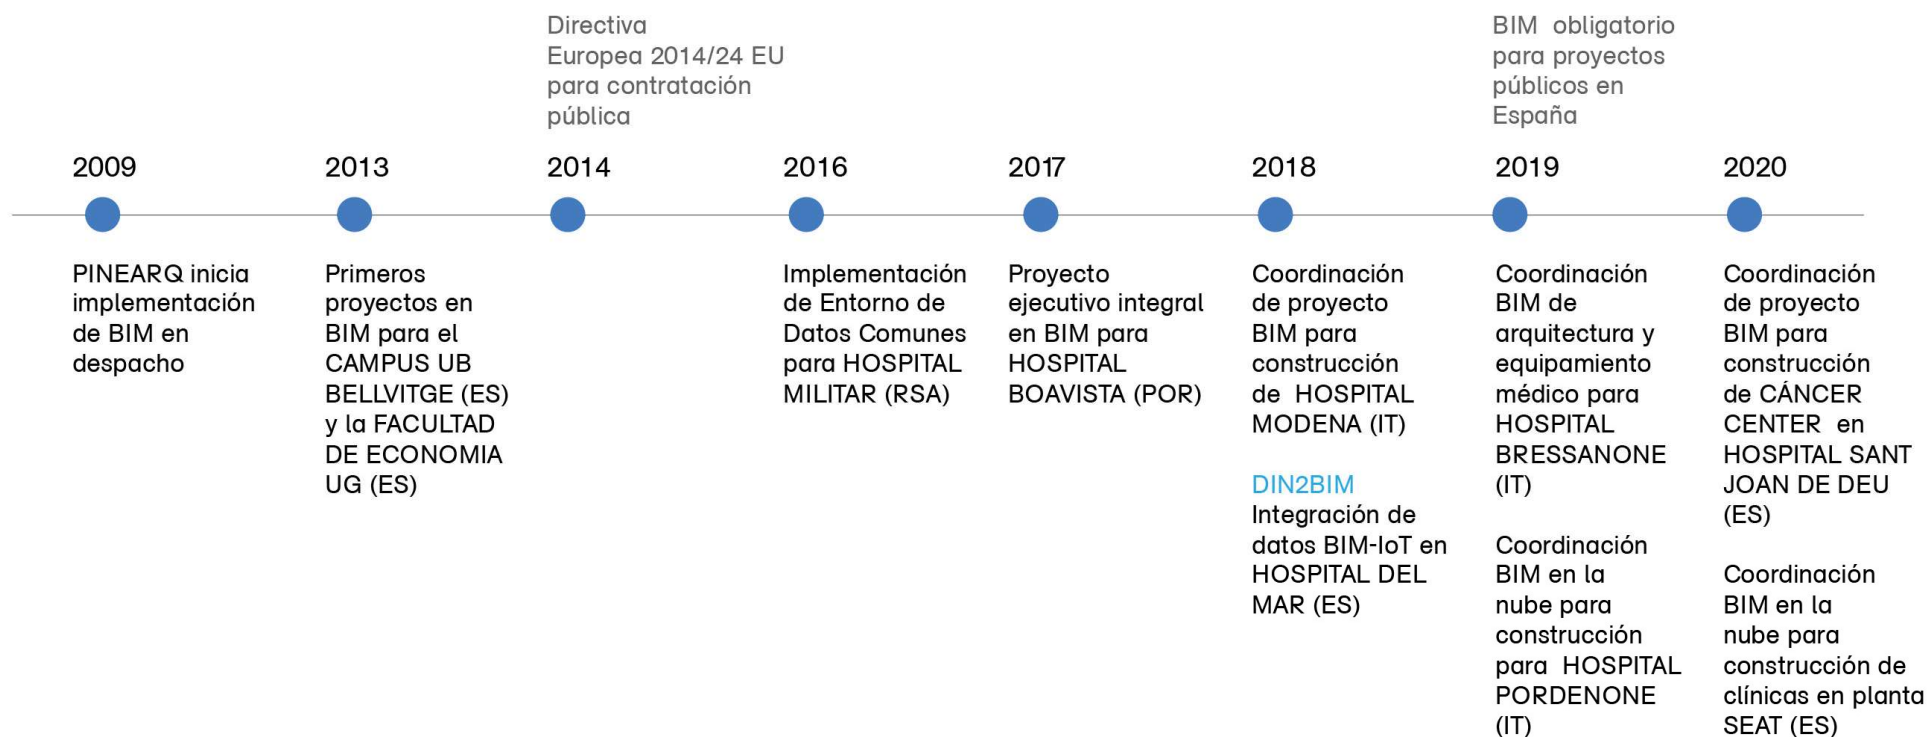 Directiva
Europea 2014/24 EU
para contratación
pública
BIM obligatorio
para proyectos
públicos en
España
2009
PINEARQ inicia
implementación
de BIM en
despacho
2013
Primeros
proyectos en
BIM para el
CAMPUS UB
BELLVITGE (ES)
y la FACULTAD
DE ECONOMIA
UG (ES)
2014
2016
Implementación
de Entorno de
Datos Comunes
para HOSPITAL
MILITAR (RSA)
2017
Proyecto
ejecutivo integral
en BIM para
HOSPITAL
BOAVISTA (POR)
2018
Coordinación
de proyecto
BIM para
construcción
de HOSPITAL
MODENA (IT)
DIN2BIM
Integración de
datos BIM-IoT en
HOSPITAL DEL
MAR (ES)
2019
Coordinación
BIM de
arquitectura y
equipamiento
médico para
HOSPITAL
BRESSANONE
(IT)
Coordinación
BIM en la
nube para
construcción
para HOSPITAL
PORDENONE
(IT)
2020
Coordinación
de proyecto
BIM para
construcción
de CÁNCER
CENTER en
HOSPITAL SANT
JOAN DE DEU
(ES)
Coordinación
BIM en la
nube para
construcción de
clínicas en planta
SEAT (ES)